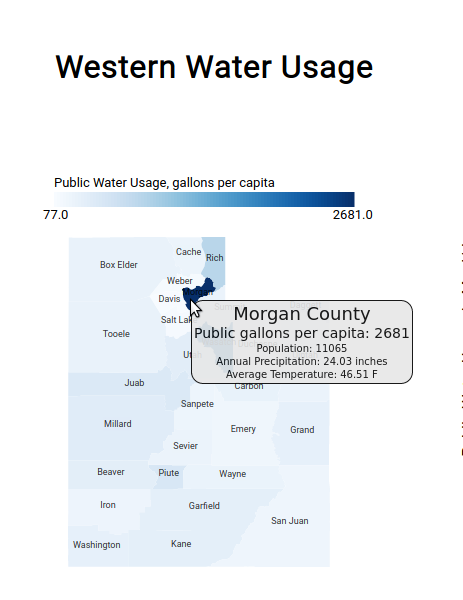 Western Water Usage
Public Water Usage, gallons per capita
77.0
2681.0
Cache
Rich
Box Elder
Weber
Davis
Salt Lak
Morgan County
Public gallons per capita: 2681
Population: 11065
Annual Precipitation: 24.03 inches
Average Temperature: 46.51 F
Tooele
Juab
Carbon
Sanpete
Millard
Emery
Grand
Sevier
Beaver
Piute
Wayne
Iron
Garfield
San Juan
Washington
Kane